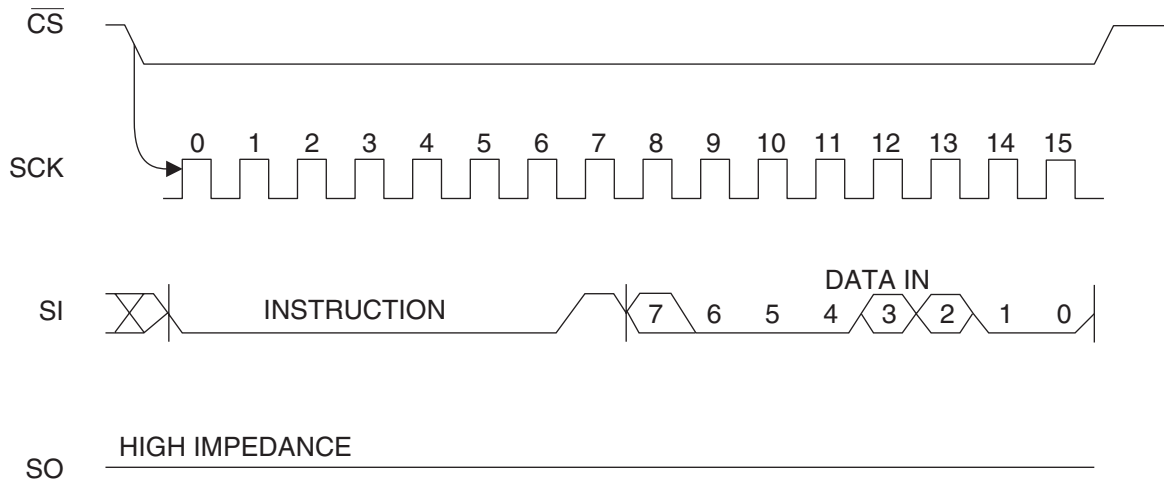 CS
0 1 2 3 4 5 6 7 8 9 10 11 12 13 14 15
SCK
DATA IN
SI INSTRUCTION 7 6 5 4 3 2 1 0
HIGH IMPEDANCE
SO